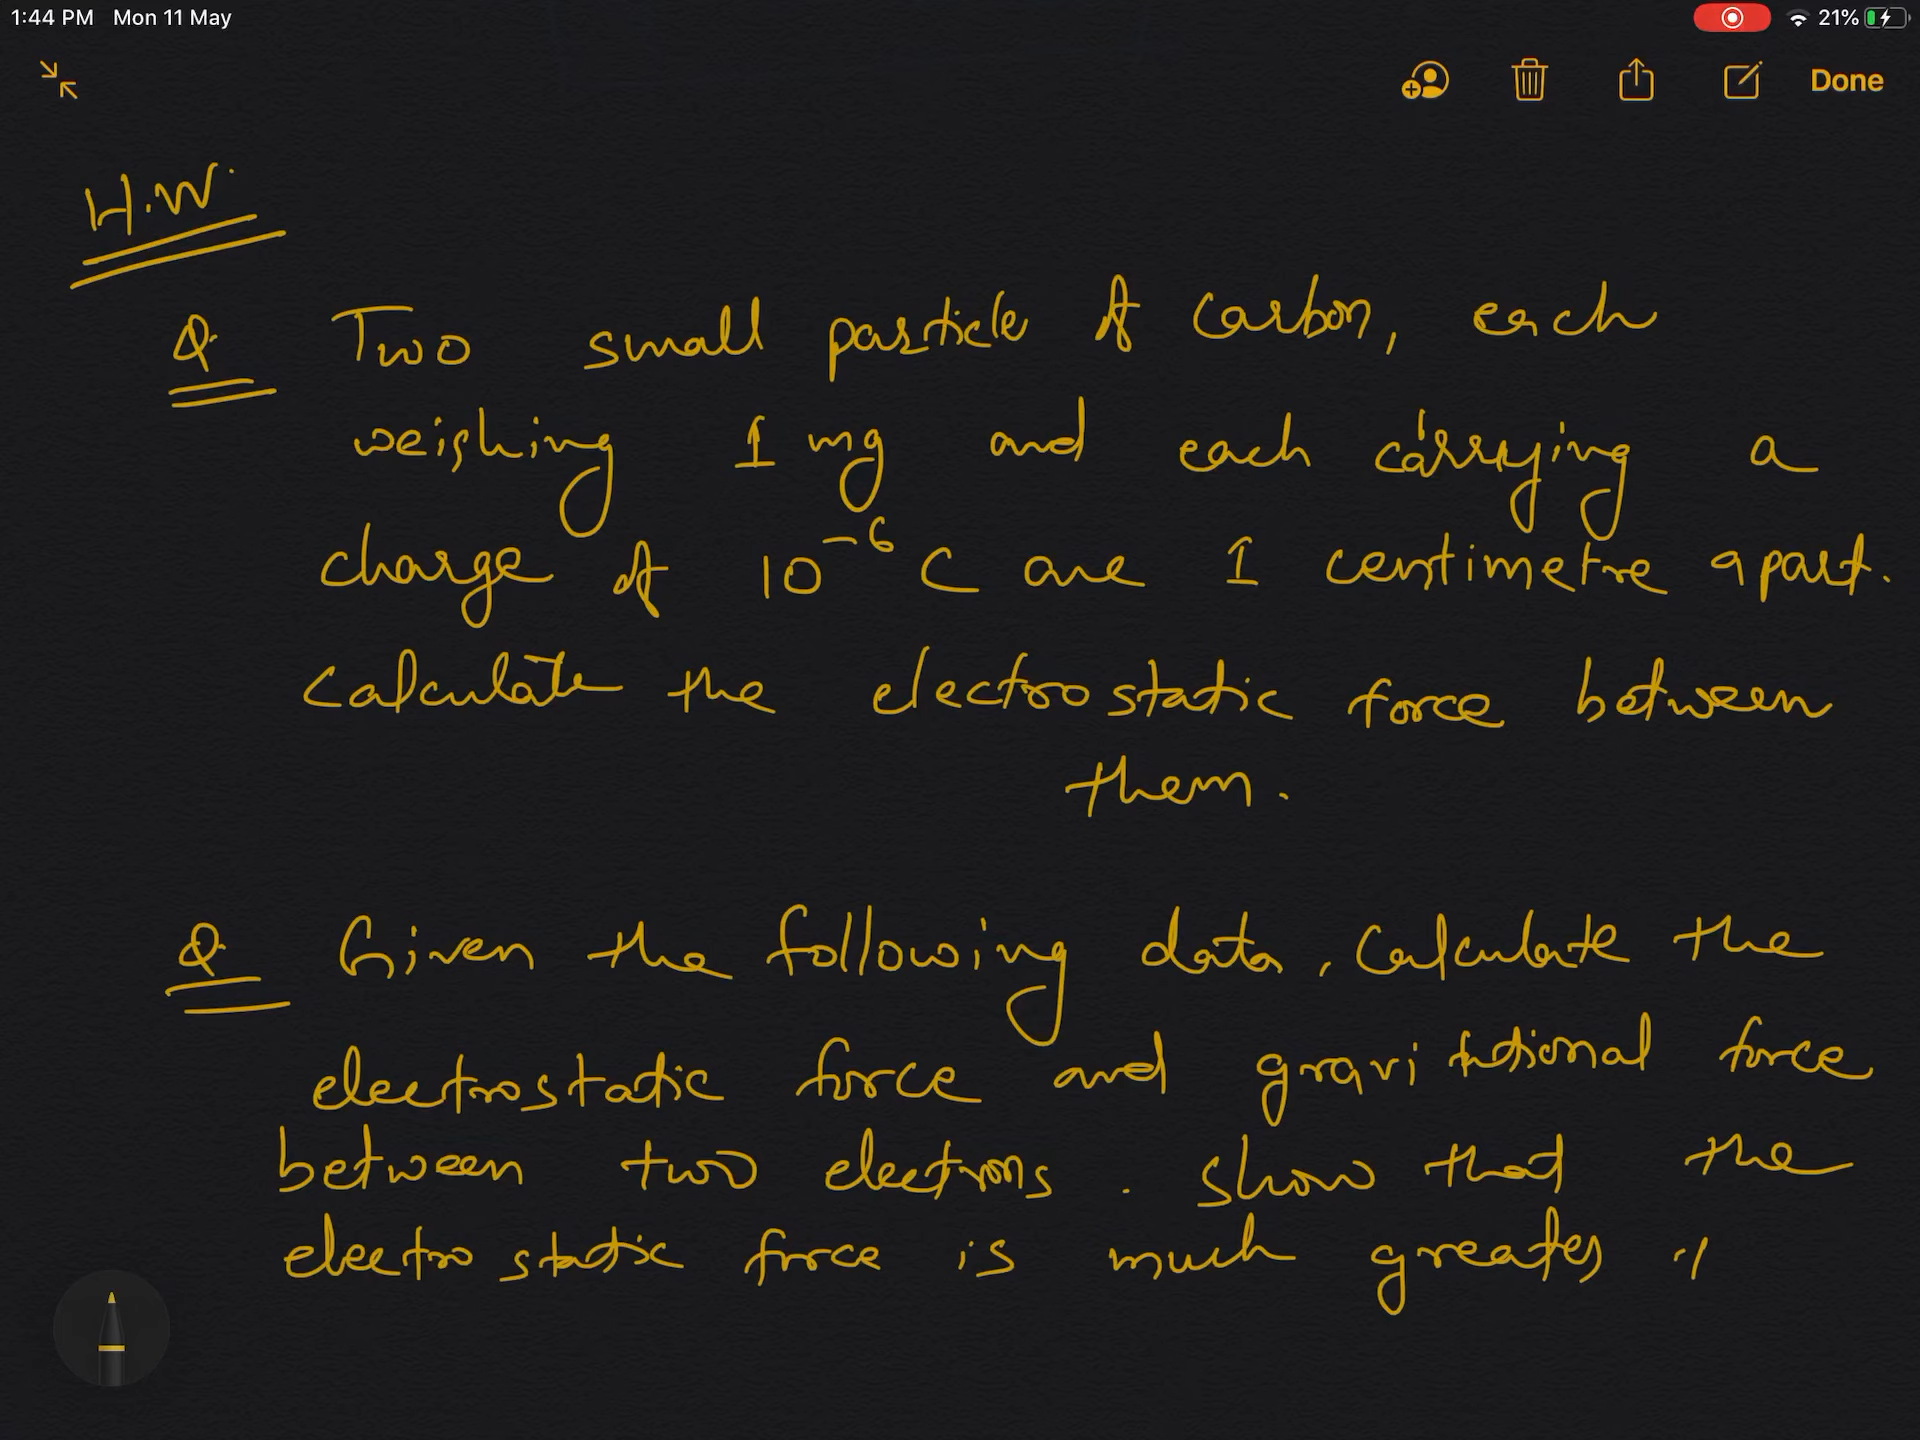 1:44 PM Mon 11 May
21%
Done
H.W.
Q Two small particle of carbon, each
weighing 1 mg and each carrying a
charge of 10⁻⁶ C are 1 centimetre apart.
Calculate the electrostatic force between
them.
Q Given the following data, Calculate the
electrostatic force and gravitational force
between two electrons. Show that the
electrostatic force is much greater